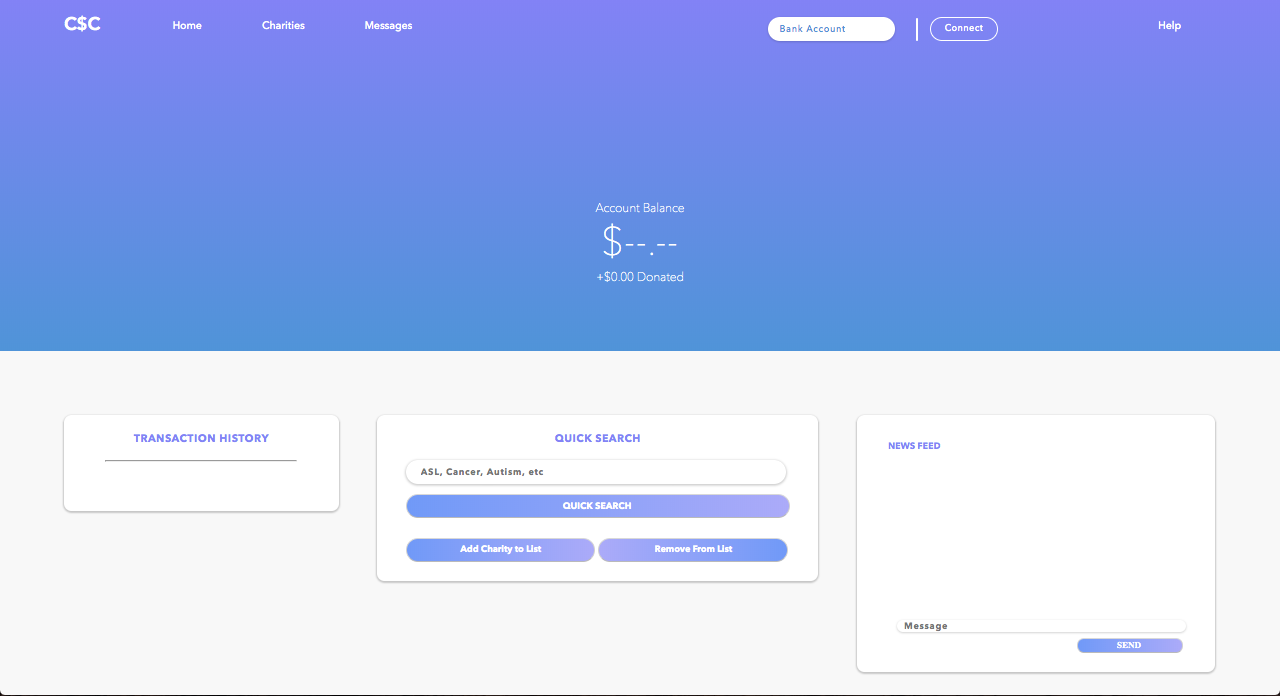 C$C
Home
Charities
Messages
Bank Account
Connect
Help
Account Balance
$--.--
+$0.00 Donated
TRANSACTION HISTORY
QUICK SEARCH
ASL, Cancer, Autism, etc
QUICK SEARCH
Add Charity to List
Remove From List
NEWS FEED
Message
SEND